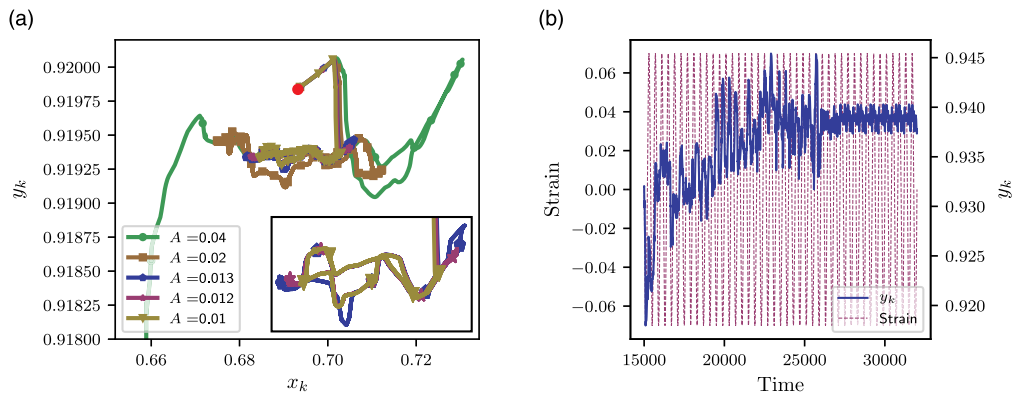 (a)
(b)
0.92000
0.91975
0.91950
0.91925
0.91900
0.91875
0.91850
0.91825
0.91800
y_k
A = 0.04
A = 0.02
A = 0.013
A = 0.012
A = 0.01
0.66
0.68
0.70
0.72
x_k
0.06
0.04
0.02
0.00
−0.02
−0.04
−0.06
Strain
y_k
Strain
0.945
0.940
0.935
0.930
0.925
0.920
y_k
15000
20000
25000
30000
Time